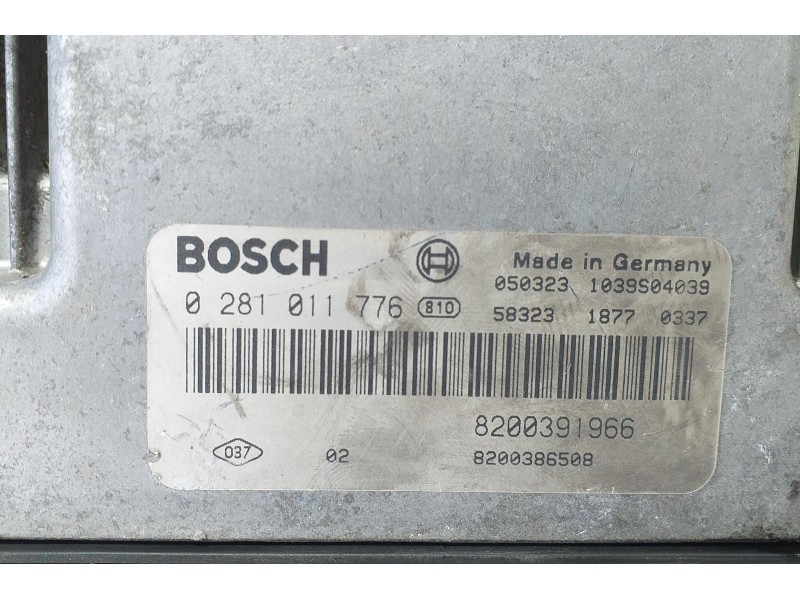 BOSCH
Made in Germany
050323 1039S04039
0 281 011 776 810
58323 1877 0337
8200391966
037 02 8200386508